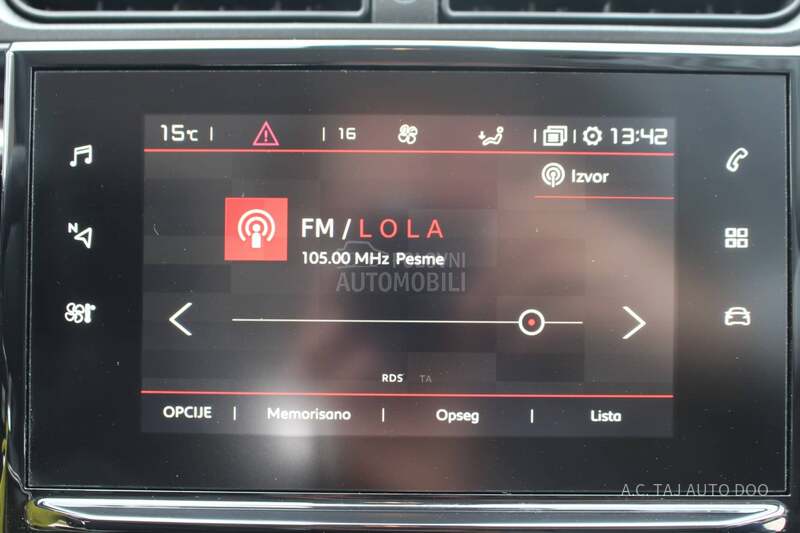 15°C | | 16 | | 13:42
Izvor
N
FM / LOLA
105.00 MHz Pesme
POLOVNI
AUTOMOBILI
RDS TA
OPCIJE | Memorisano | Opseg | Lista
A.C. TAJ AUTO DOO